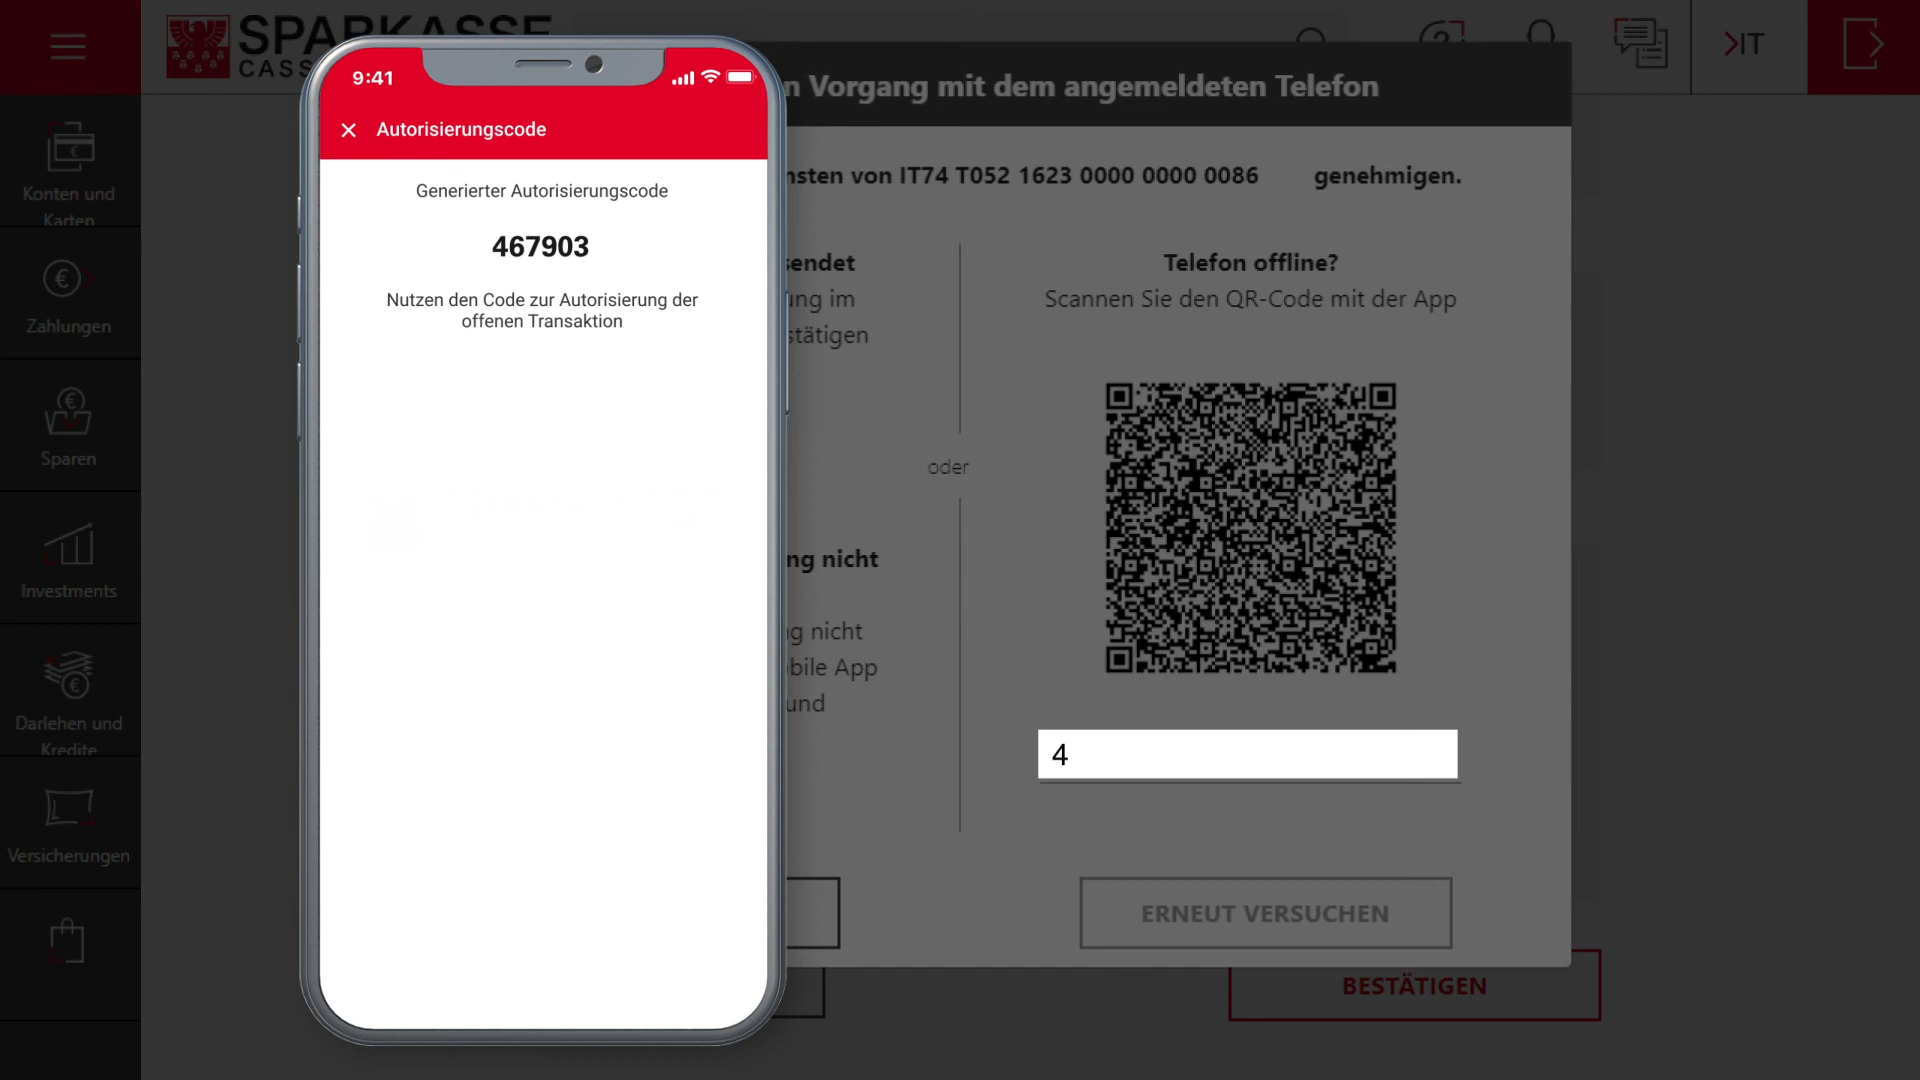 SPARKASSE
CASS
IT
Konten und
Karten
Zahlungen
Sparen
Investments
Darlehen und
Kredite
Versicherungen
9:41
Autorisierungscode
Generierter Autorisierungscode
467903
Nutzen den Code zur Autorisierung der
offenen Transaktion
n Vorgang mit dem angemeldeten Telefon
nsten von IT74 T052 1623 0000 0000 0086 genehmigen.
sendet
ung im
stätigen
oder
ng nicht
ng nicht
bile App
und
Telefon offline?
Scannen Sie den QR-Code mit der App
4
ERNEUT VERSUCHEN
BESTÄTIGEN